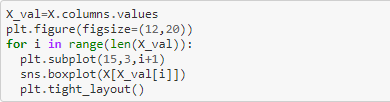 X_val=X.columns.values
plt.figure(figsize=(12,20))
for i in range(len(X_val)):
  plt.subplot(15,3,i+1)
  sns.boxplot(X[X_val[i]])
  plt.tight_layout()